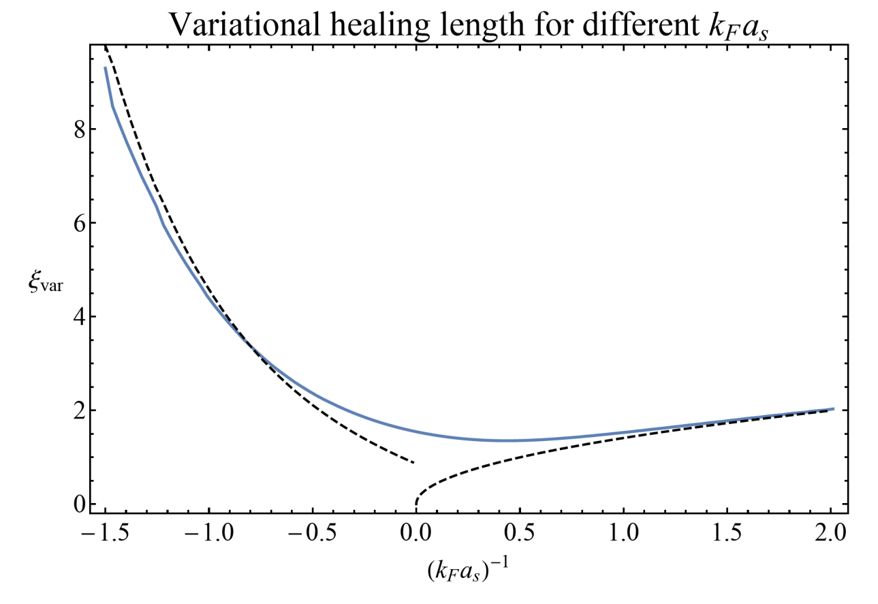 Variational healing length for different k_F a_s
8
6
4
2
0
ξ_var
−1.5 −1.0 −0.5 0.0 0.5 1.0 1.5 2.0
(k_F a_s)^−1